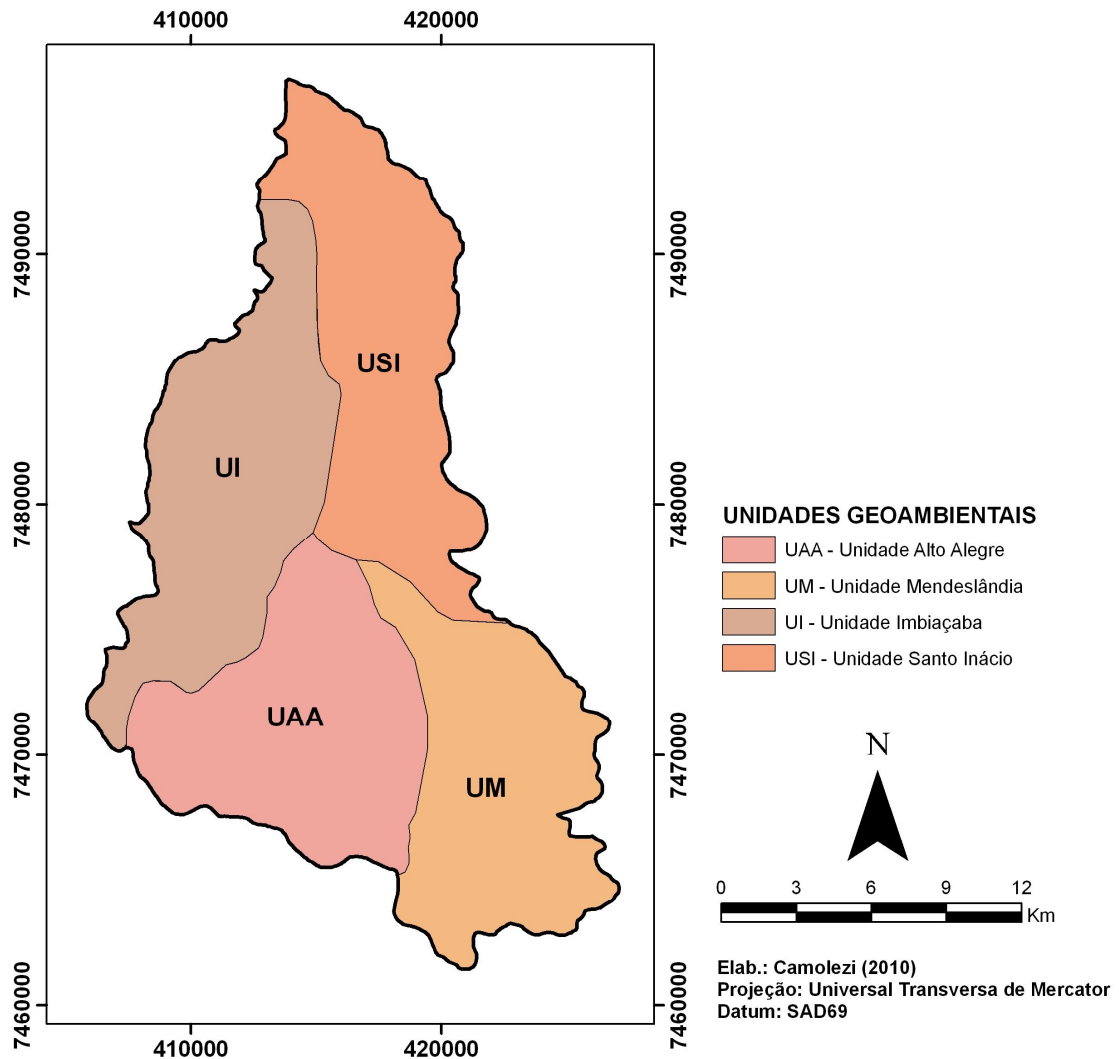 410000 420000
7490000 7490000
USI
UI
7480000 7480000
UNIDADES GEOAMBIENTAIS
UAA - Unidade Alto Alegre
UM - Unidade Mendeslândia
UI - Unidade Imbiaçaba
USI - Unidade Santo Inácio
UAA
7470000 7470000
UM
N
0 3 6 9 12
Km
Elab.: Camolezi (2010)
Projeção: Universal Transversa de Mercator
Datum: SAD69
7460000 7460000
410000 420000